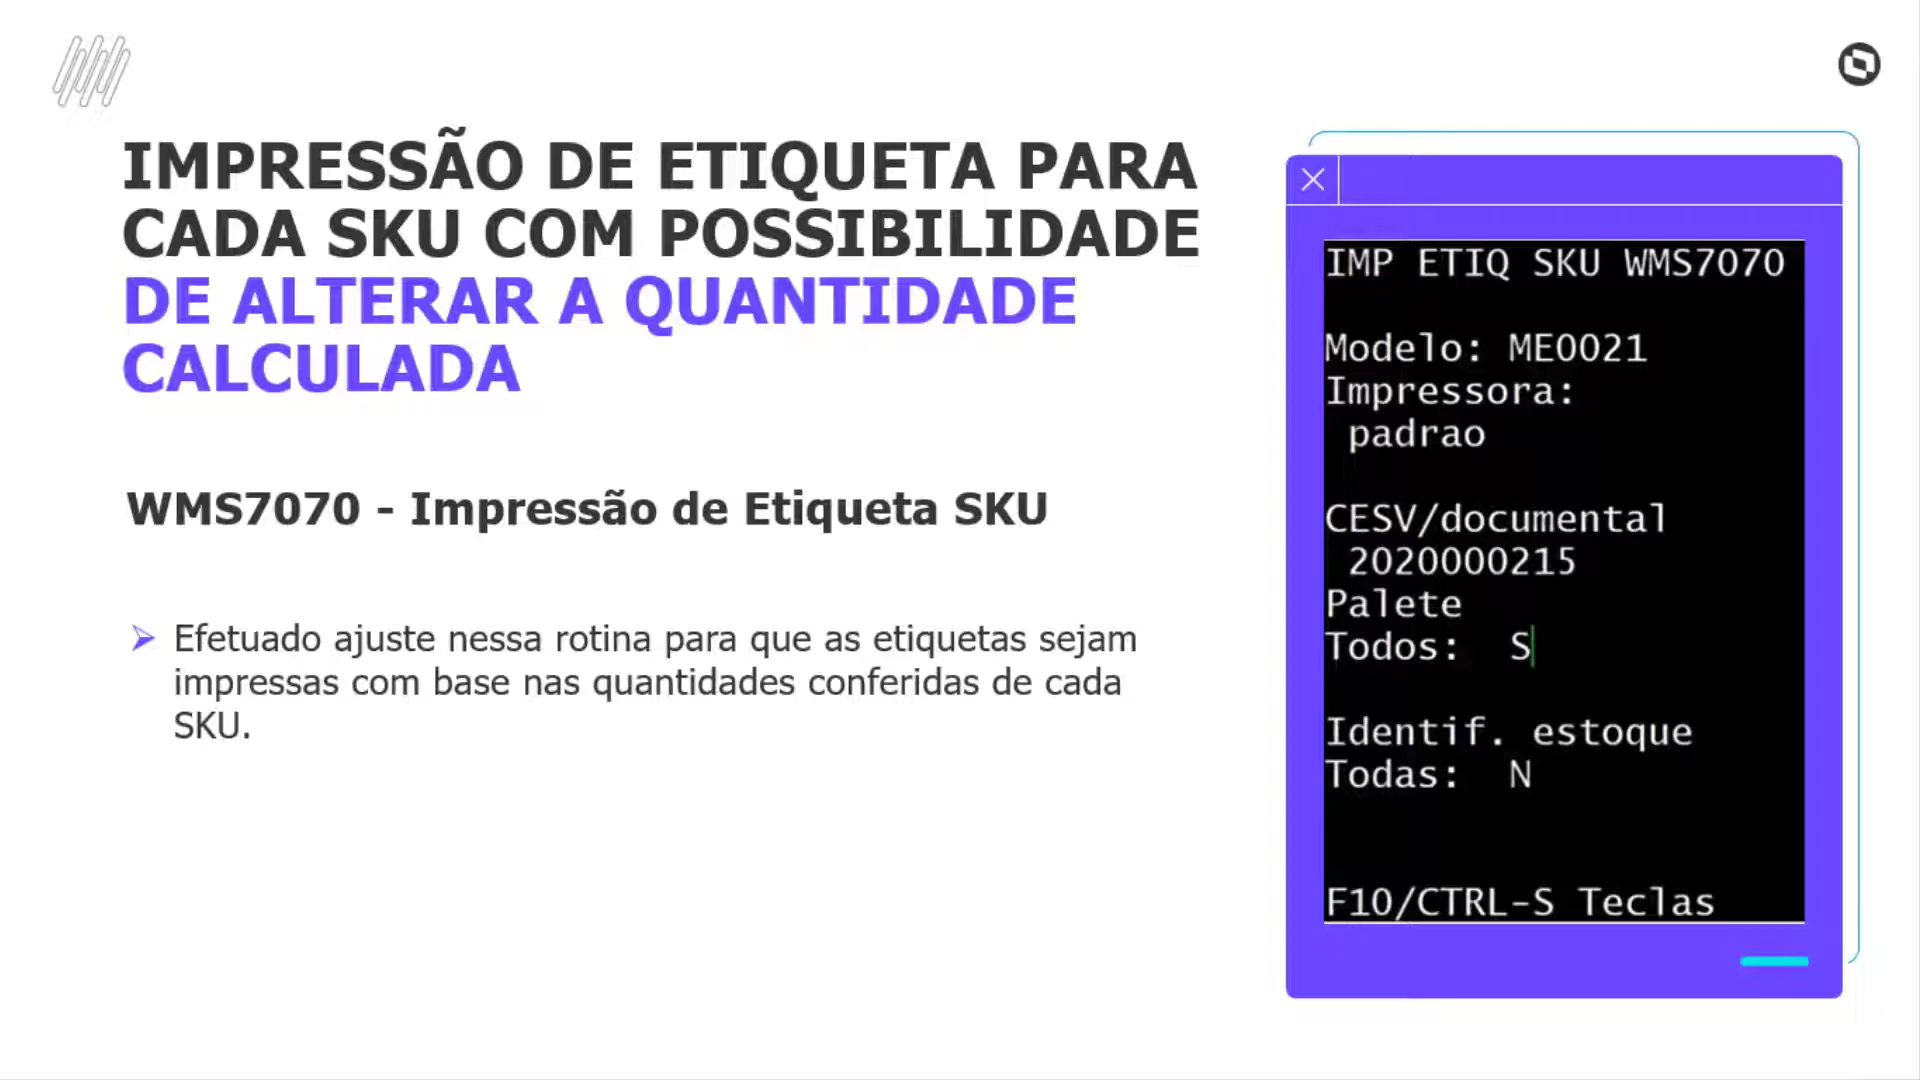 IMPRESSÃO DE ETIQUETA PARA
CADA SKU COM POSSIBILIDADE
DE ALTERAR A QUANTIDADE
CALCULADA
WMS7070 - Impressão de Etiqueta SKU
Efetuado ajuste nessa rotina para que as etiquetas sejam
impressas com base nas quantidades conferidas de cada
SKU.
IMP ETIQ SKU WMS7070
Modelo: ME0021
Impressora:
padrao
CESV/documental
2020000215
Palete
Todos: S
Identif. estoque
Todas: N
F10/CTRL-S Teclas